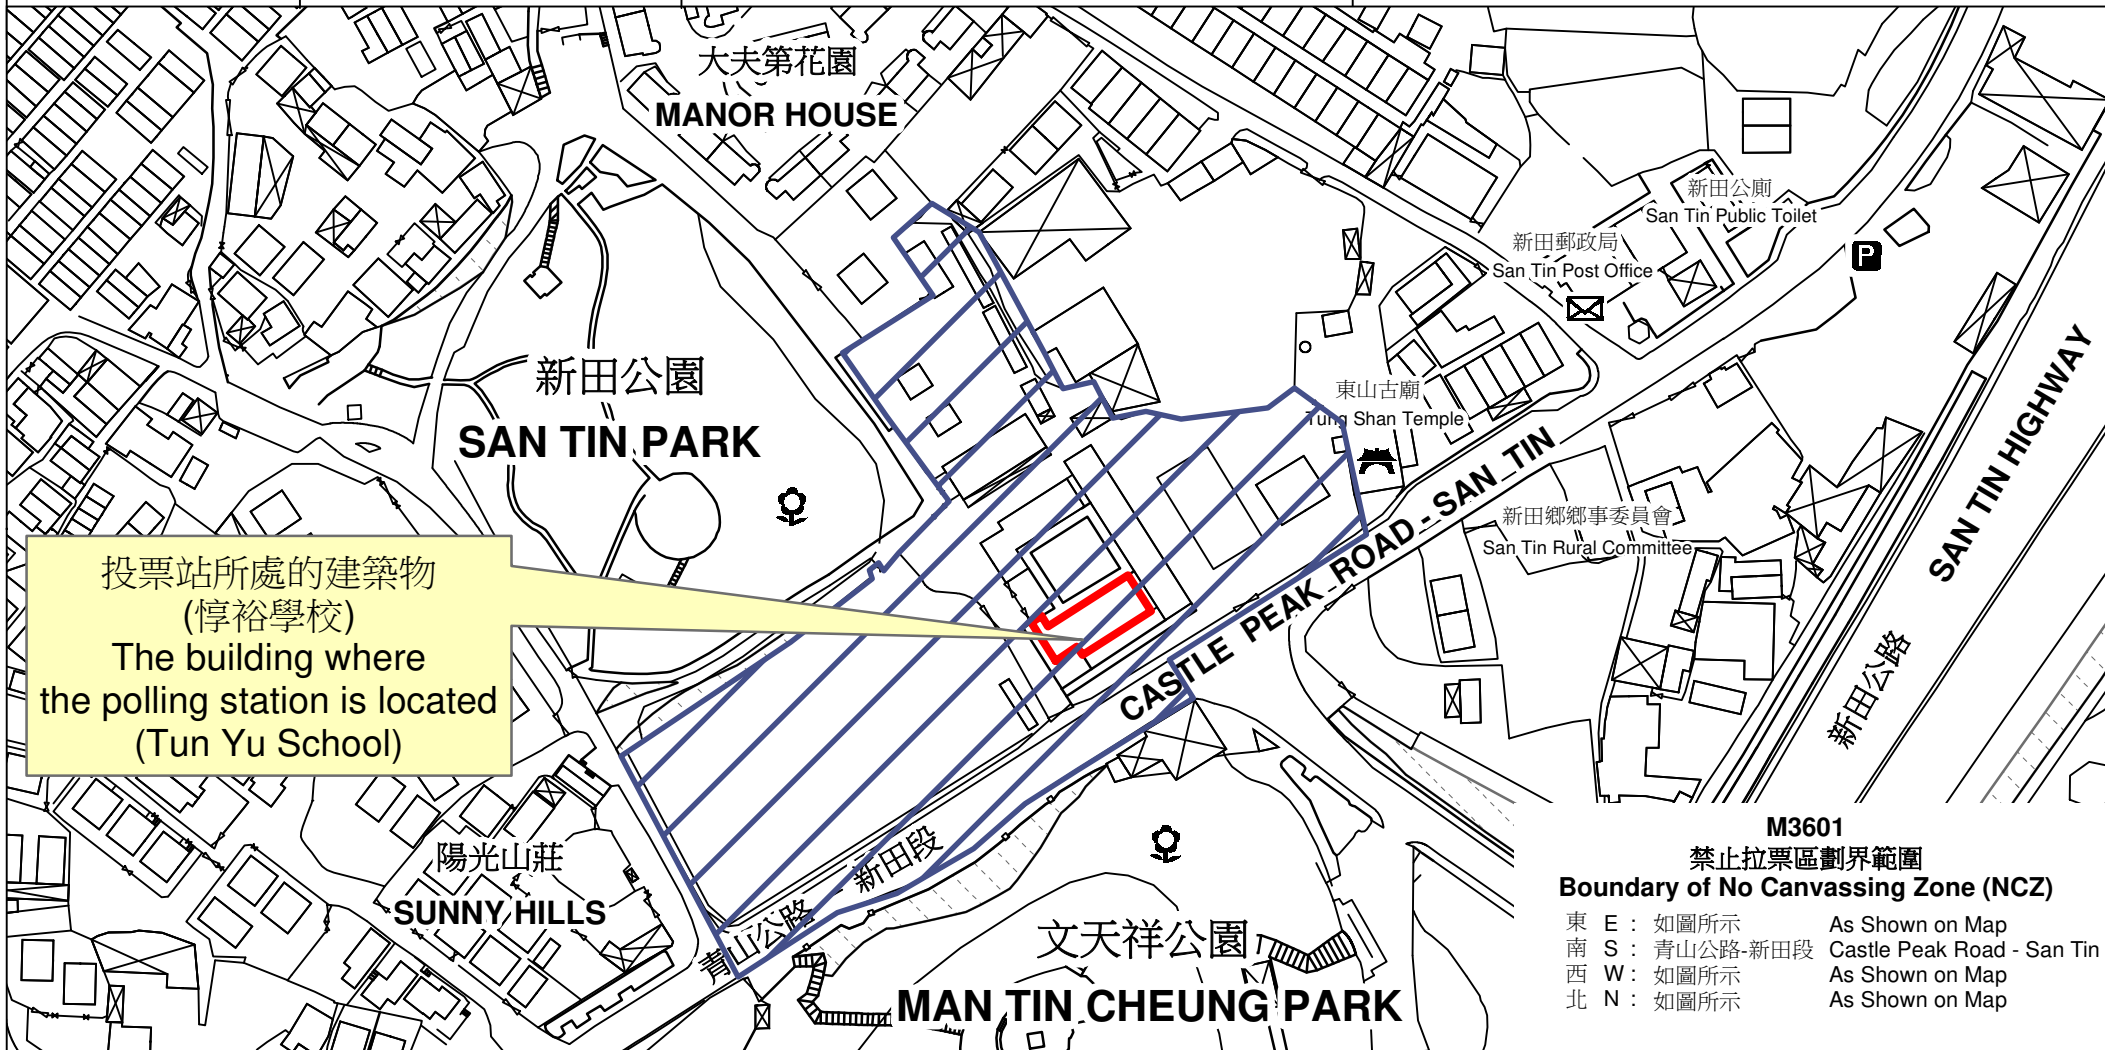 大夫第花園
MANOR HOUSE
新田公廁
San Tin Public Toilet
新田郵政局
San Tin Post Office
P
新田公園
SAN TIN PARK
東山古廟
Tung Shan Temple
CASTLE PEAK ROAD - SAN TIN
新田鄉鄉事委員會
San Tin Rural Committee
SAN TIN HIGHWAY
新田公路
投票站所處的建築物
(惇裕學校)
The building where
the polling station is located
(Tun Yu School)
陽光山莊
SUNNY HILLS
青山公路
新田段
文天祥公園
MAN TIN CHEUNG PARK
M3601
禁止拉票區劃界範圍
Boundary of No Canvassing Zone (NCZ)
東 E : 如圖所示 As Shown on Map
南 S : 青山公路-新田段 Castle Peak Road - San Tin
西 W : 如圖所示 As Shown on Map
北 N : 如圖所示 As Shown on Map